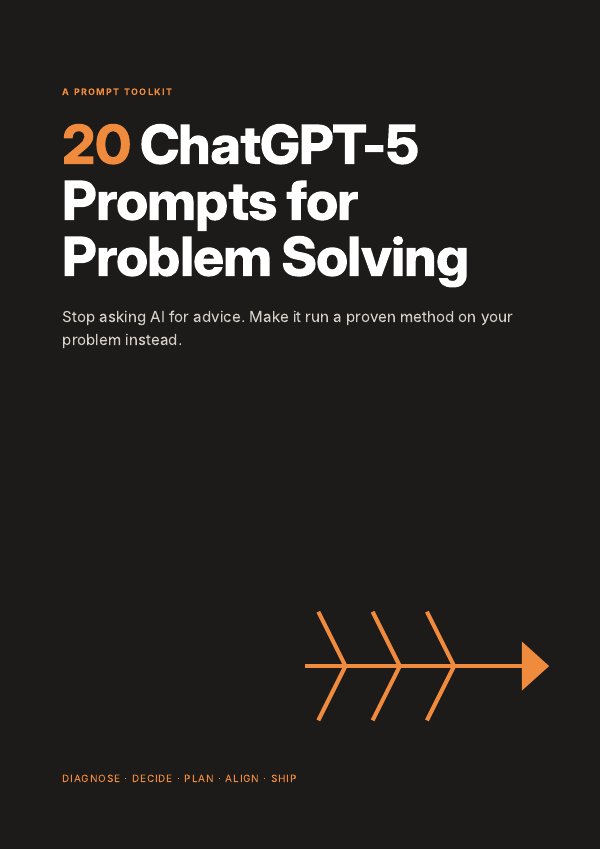 A PROMPT TOOLKIT
20 ChatGPT-5
Prompts for
Problem Solving
Stop asking AI for advice. Make it run a proven method on your
problem instead.
DIAGNOSE · DECIDE · PLAN · ALIGN · SHIP